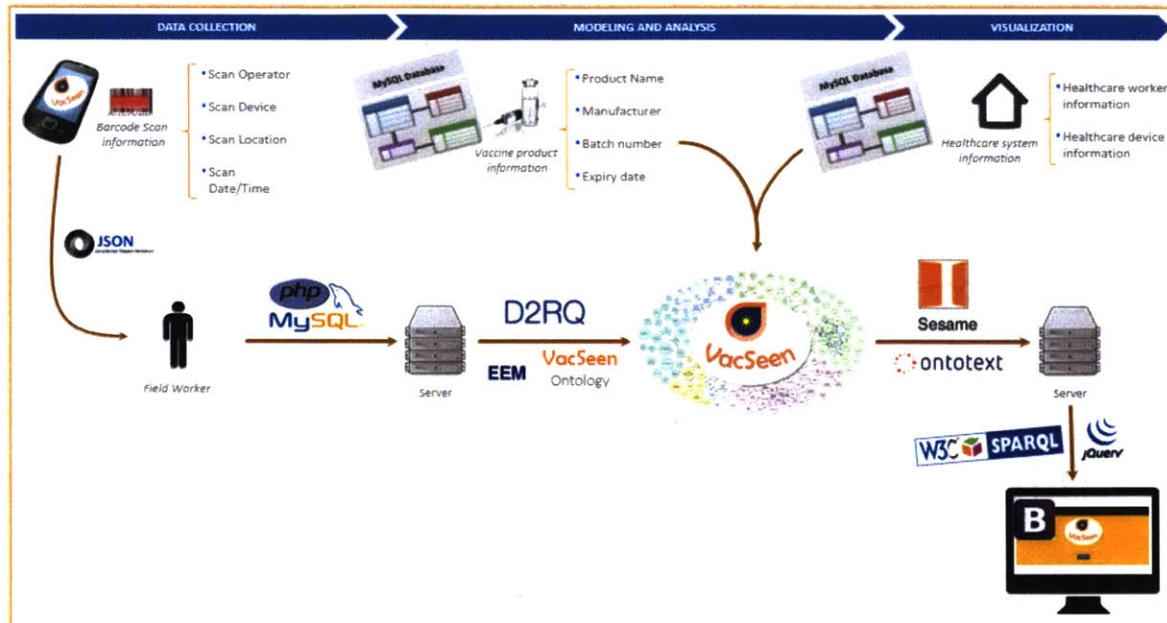 DATA COLLECTION
MODELING AND ANALYSIS
VISUALIZATION
VacSeen
Barcode Scan
information
• Scan Operator
• Scan Device
• Scan Location
• Scan
Date/Time
MySQL Database
Vaccine product
information
• Product Name
• Manufacturer
• Batch number
• Expiry date
MySQL Database
Healthcare system
information
• Healthcare worker
information
• Healthcare device
information
JSON
Field Worker
php
MySQL
Server
D2RQ
EEM
VacSeen
Ontology
VacSeen
Sesame
ontotext
Server
W3C
SPARQL
jQuery
B
VacSeen